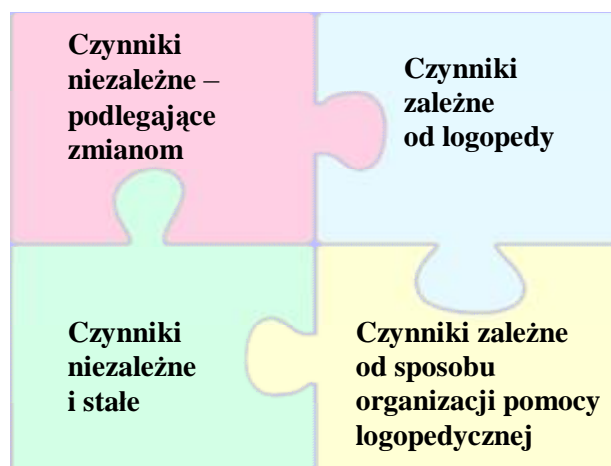 Czynniki
niezależne –
podlegające
zmianom
Czynniki
zależne
od logopedy
Czynniki
niezależne
i stałe
Czynniki zależne
od sposobu
organizacji pomocy
logopedycznej